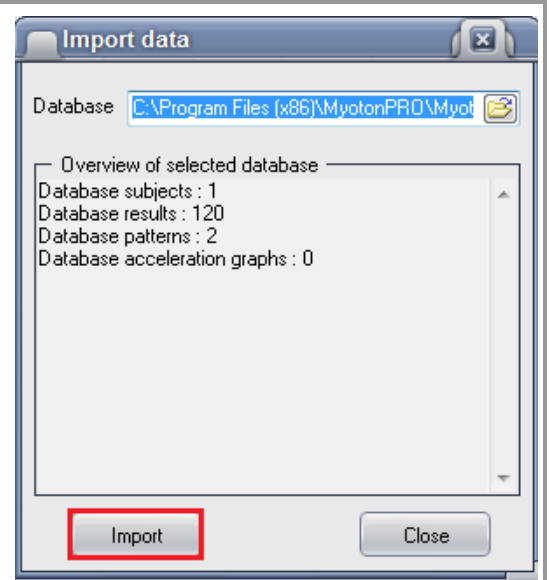 Import data
Database C:\Program Files (x86)\MyotonPRO\Myot
Overview of selected database
Database subjects : 1
Database results : 120
Database patterns : 2
Database acceleration graphs : 0
Import Close